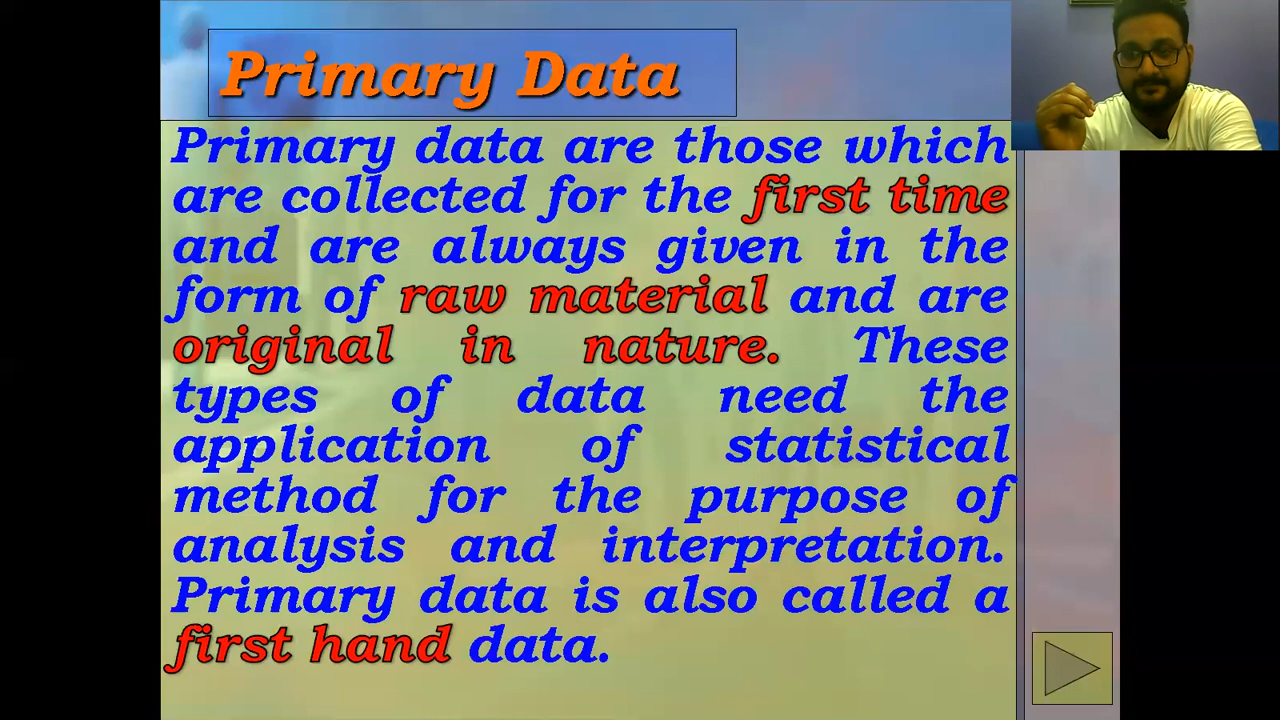 Primary Data
Primary data are those which
are collected for the first time
and are always given in the
form of raw material and are
original in nature. These
types of data need the
application of statistical
method for the purpose of
analysis and interpretation.
Primary data is also called a
first hand data.